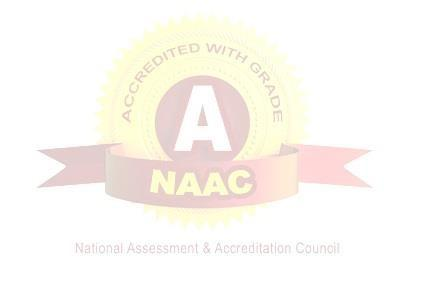 ACCREDITED WITH GRADE
A
NAAC
National Assessment & Accreditation Council